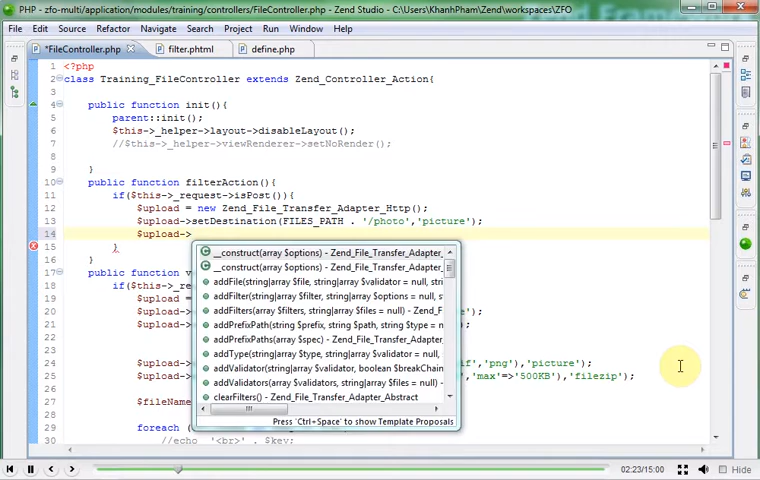 PHP - zfo-multi/application/modules/training/controllers/FileController.php - Zend Studio - C:\Users\KhanhPham\Zend\workspaces\ZFO
File Edit Source Refactor Navigate Search Project Run Window Help
*FileController.php filter.phtml define.php
1 <?php
2 class Training_FileController extends Zend_Controller_Action{
3
4 public function init(){
5 parent::init();
6 $this->_helper->layout->disableLayout();
7 //$this->_helper->viewRenderer->setNoRender();
8
9 }
10 public function filterAction(){
11 if($this->_request->isPost()){
12 $upload = new Zend_File_Transfer_Adapter_Http();
13 $upload->setDestination(FILES_PATH . '/photo','picture');
14 $upload->
15 }
16 }
17 public function v
18 if($this->_re
19 $upload =
20 $upload-> e');
21 $upload-> );
22
23
24 $upload-> if','png'),'picture');
25 $upload-> ,'max'=>'500KB'),'filezip');
26
27 $fileName
28
29 foreach (
30 //echo '<br>' . $key;
__construct(array $options) - Zend_File_Transfer_Adapter_
__construct(array $options) - Zend_File_Transfer_Adapter_
addFile(string|array $file, string|array $validator = null, stri
addFilter(string|array $filter, string|array $options = null, st
addFilters(array $filters, string|array $files = null) - Zend_F
addPrefixPath(string $prefix, string $path, string $type = n
addPrefixPaths(array $spec) - Zend_File_Transfer_Adapter_
addType(string|array $type, string|array $validator = null, s
addValidator(string|array $validator, boolean $breakChain
addValidators(array $validators, string|array $files = null) -
clearFilters() - Zend_File_Transfer_Adapter_Abstract
Press 'Ctrl+Space' to show Template Proposals
02:23/15:00 Hide